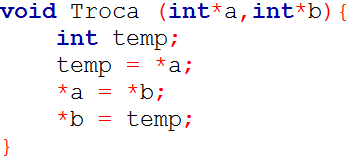 void Troca (int*a,int*b){
    int temp;
    temp = *a;
    *a = *b;
    *b = temp;
}